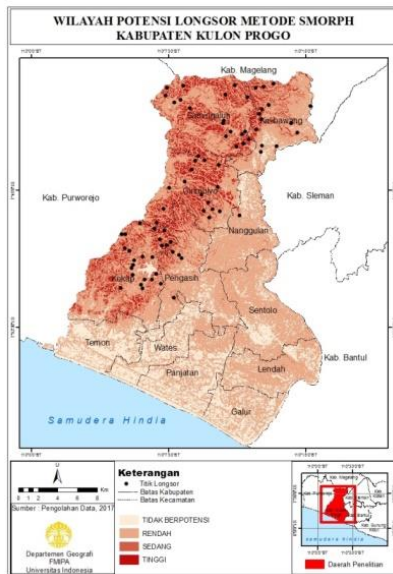 WILAYAH POTENSI LONGSOR METODE SMORPH
KABUPATEN KULON PROGO
Kab. Magelang
Kalibawang
Kab. Purworejo
Kab. Sleman
Nanggulan
Kokap
Pengasih
Sentolo
Temon
Wates
Kab. Bantul
Panjatan
Lendah
Galur
Samudera Hindia
Keterangan
Titik Longsor
Batas Kabupaten
Batas Kecamatan
Sumber : Pengolahan Data, 2017
TIDAK BERPOTENSI
RENDAH
SEDANG
TINGGI
Departemen Geografi
FMIPA
Universitas Indonesia
samudera hindia
Daerah Penelitian